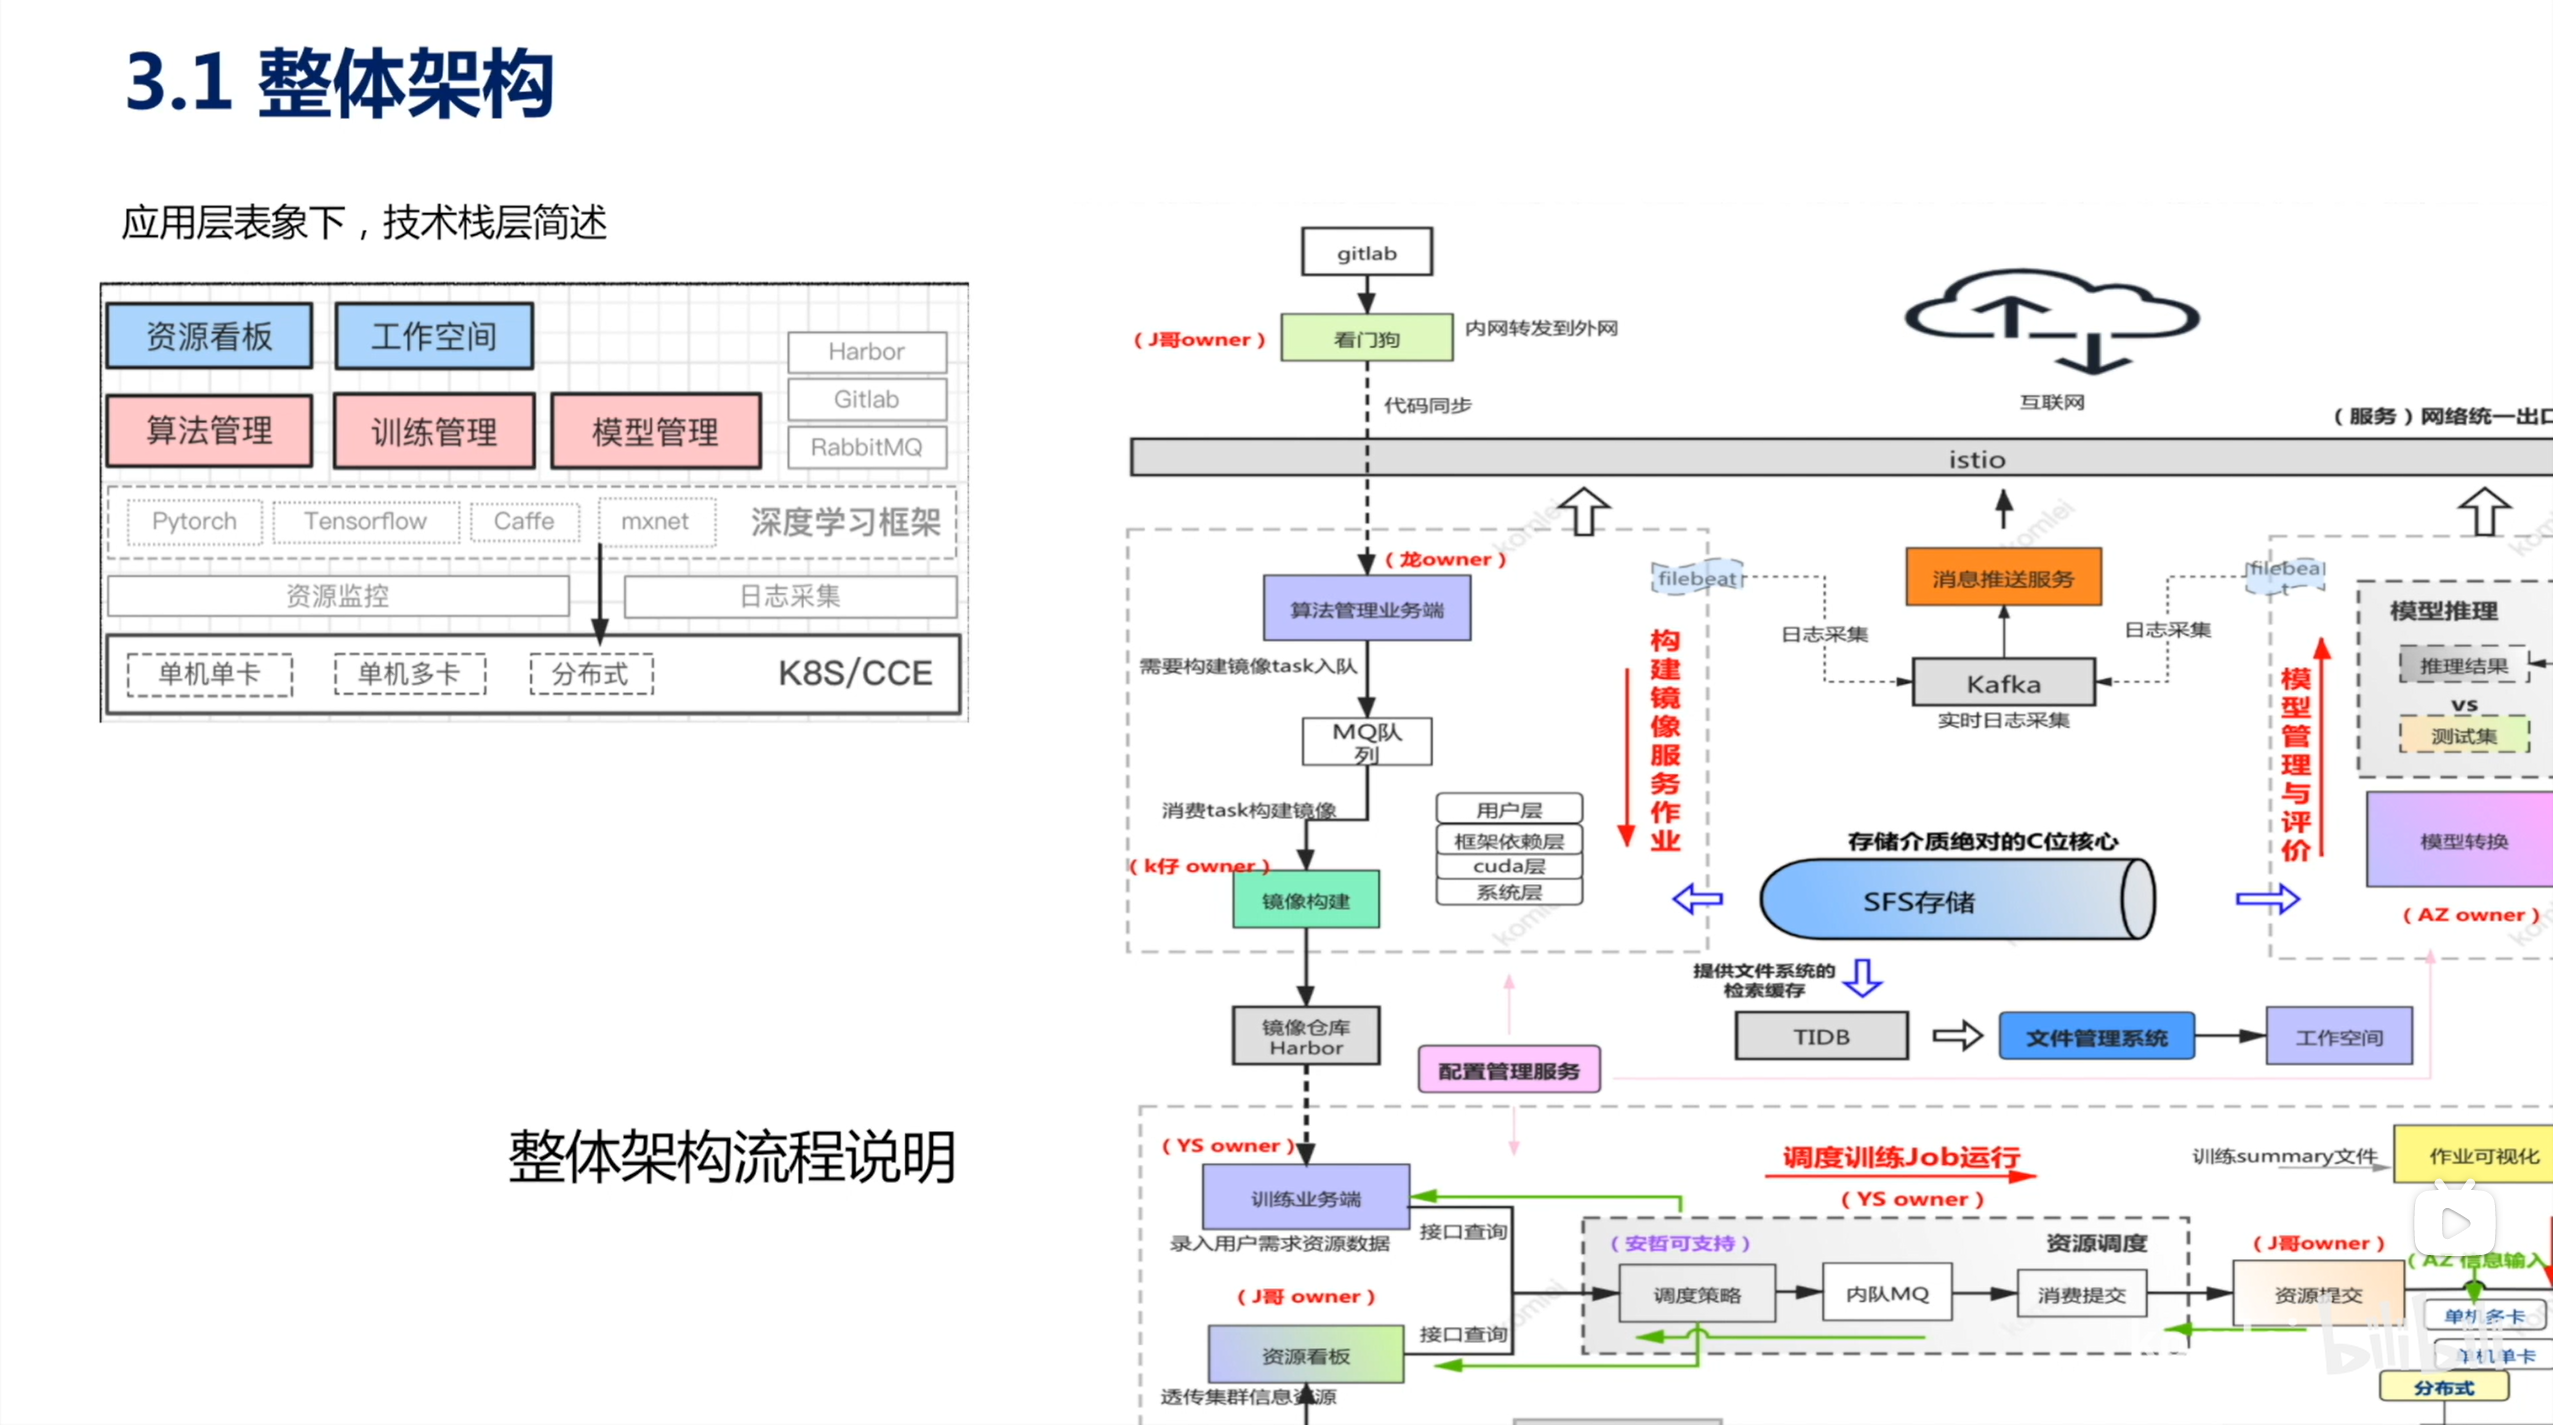 3.1 整体架构
应用层表象下，技术栈层简述
资源看板
工作空间
Harbor
Gitlab
RabbitMQ
算法管理
训练管理
模型管理
Pytorch
Tensorflow
Caffe
mxnet
深度学习框架
资源监控
日志采集
单机单卡
单机多卡
分布式
K8S/CCE
整体架构流程说明
gitlab
（J哥owner）
看门狗
内网转发到外网
代码同步
互联网
（服务）网络统一出口
istio
（龙owner）
算法管理业务端
需要构建镜像task入队
MQ队
列
消费task构建镜像
（k仔 owner）
镜像构建
用户层
框架依赖层
cuda层
系统层
构建镜像服务作业
镜像仓库
Harbor
filebeat
日志采集
消息推送服务
Kafka
实时日志采集
filebea
t
日志采集
模型管理与评价
模型推理
推理结果
vs
测试集
模型转换
（AZ owner）
存储介质绝对的C位核心
SFS存储
提供文件系统的
检索缓存
TIDB
文件管理系统
工作空间
配置管理服务
（YS owner）
训练业务端
录入用户需求资源数据
接口查询
（J哥 owner）
资源看板
接口查询
透传集群信息资源
调度训练Job运行
（YS owner）
（安哲可支持）
资源调度
调度策略
内队MQ
消费提交
（J哥owner）
资源提交
训练summary文件
作业可视化
（AZ 信息输入
单机多卡
单机单卡
分布式
komlei
komlei
komlei
komlei
bilibili